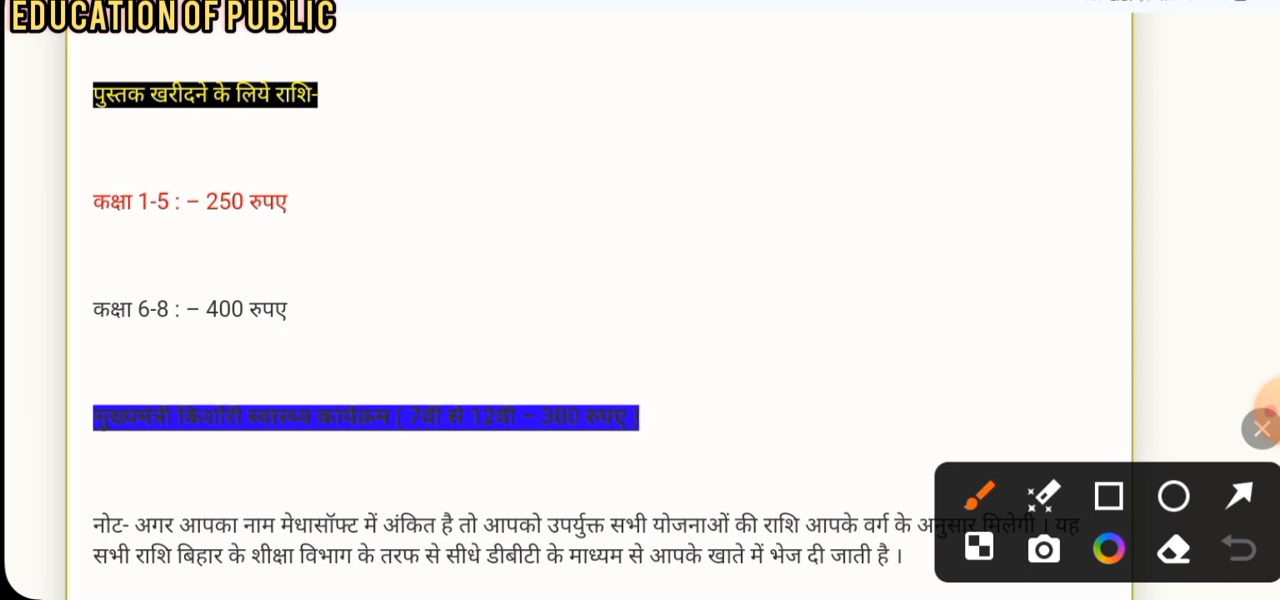 EDUCATION OF PUBLIC
पुस्तक खरीदने के लिये राशि-
कक्षा 1-5 : – 250 रुपए
कक्षा 6-8 : – 400 रुपए
मुख्यमंत्री किशोरी स्वास्थ्य कार्यक्रम ( 7वीं से 12वीं – 300 रुपए )
नोट- अगर आपका नाम मेधासॉफ्ट में अंकित है तो आपको उपर्युक्त सभी योजनाओं की राशि आपके वर्ग के अनुसार मिलेगी । यह
सभी राशि बिहार के शीक्षा विभाग के तरफ से सीधे डीबीटी के माध्यम से आपके खाते में भेज दी जाती है ।